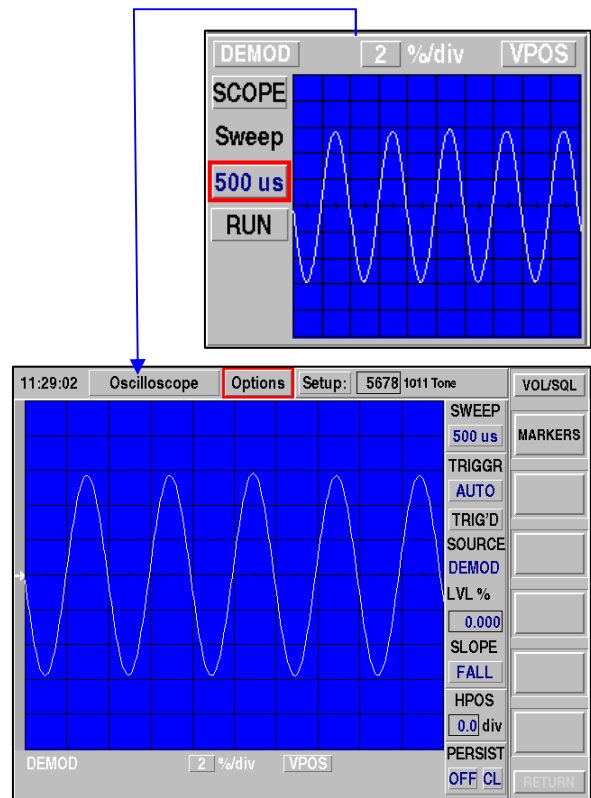 DEMOD 2 %/div VPOS
SCOPE
Sweep
500 us
RUN
11:29:02 Oscilloscope Options Setup: 5678 1011 Tone VOL/SQL
SWEEP
500 us
MARKERS
TRIGGR
AUTO
TRIG'D
SOURCE
DEMOD
LVL %
0.000
SLOPE
FALL
HPOS
0.0 div
PERSIST
OFF CL
DEMOD 2 %/div VPOS
RETURN